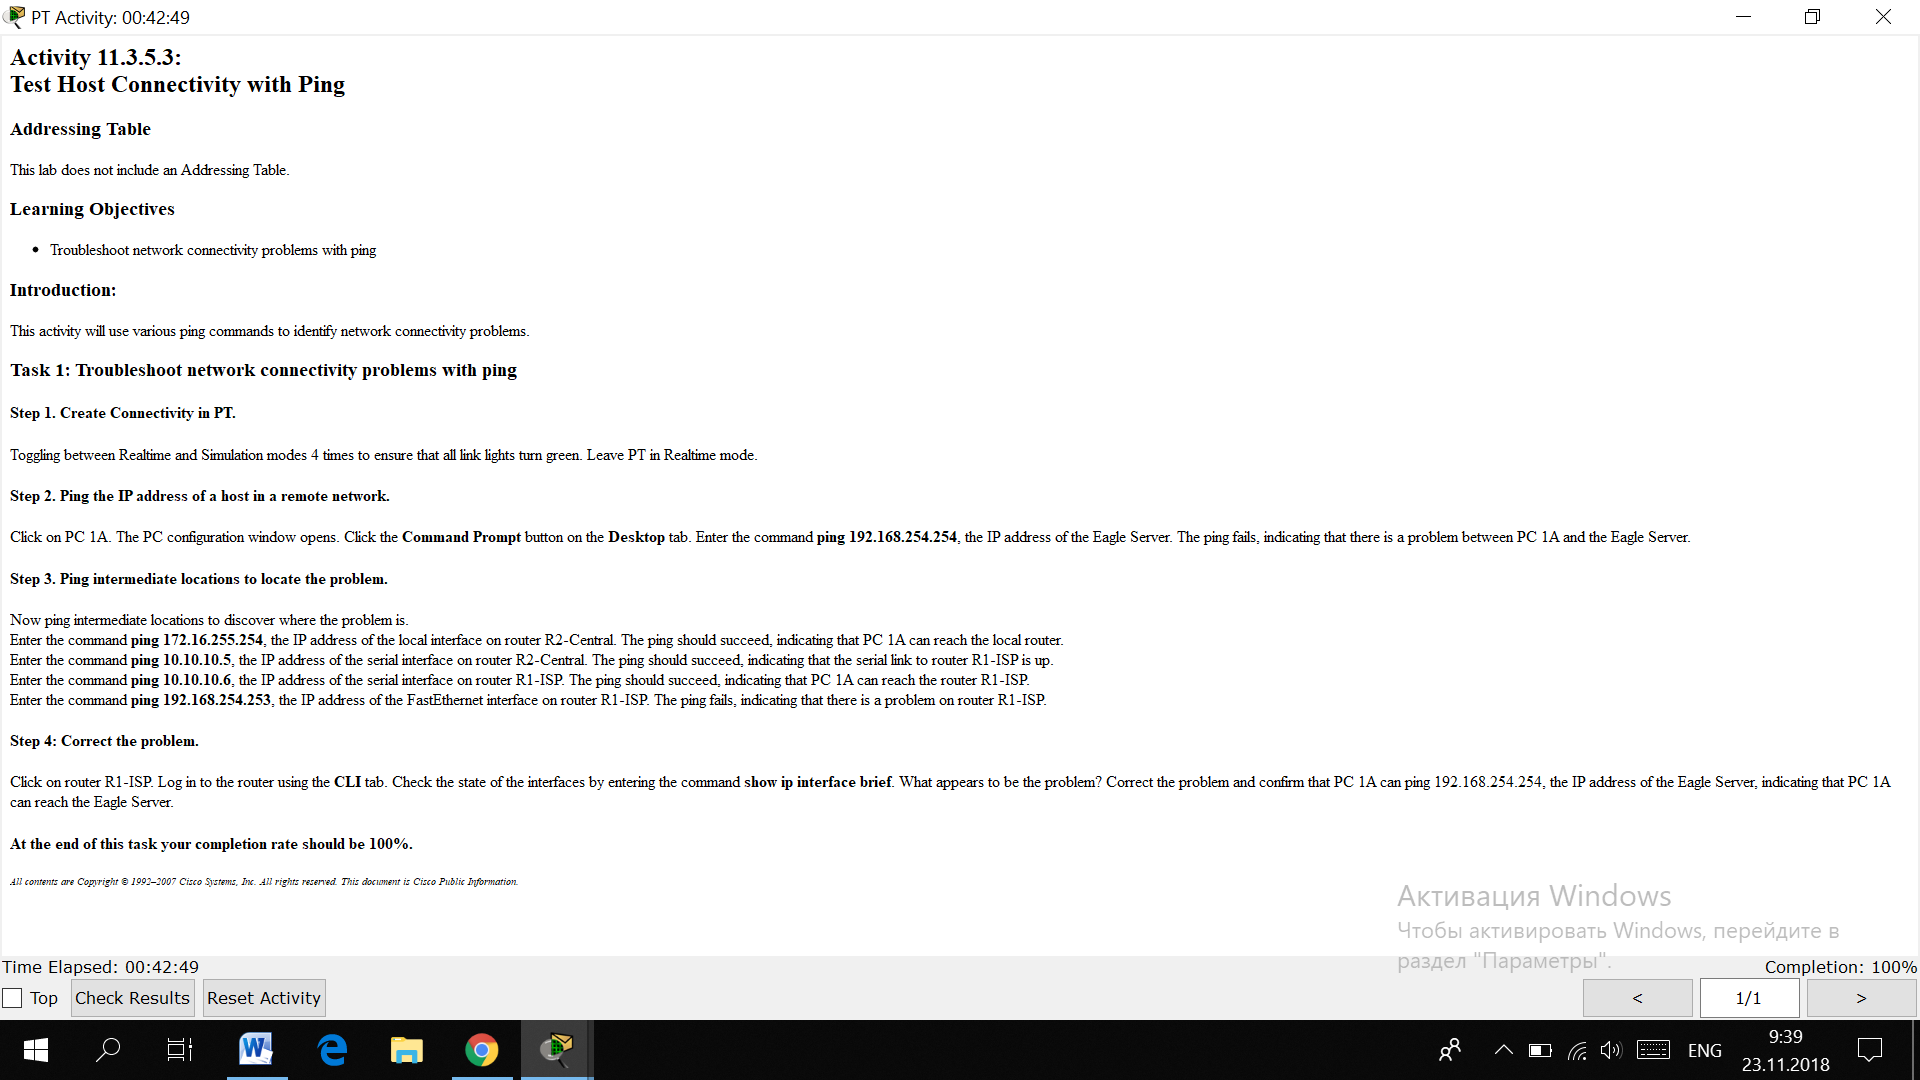 PT Activity: 00:42:49
Activity 11.3.5.3:
Test Host Connectivity with Ping
Addressing Table
This lab does not include an Addressing Table.
Learning Objectives
• Troubleshoot network connectivity problems with ping
Introduction:
This activity will use various ping commands to identify network connectivity problems.
Task 1: Troubleshoot network connectivity problems with ping
Step 1. Create Connectivity in PT.
Toggling between Realtime and Simulation modes 4 times to ensure that all link lights turn green. Leave PT in Realtime mode.
Step 2. Ping the IP address of a host in a remote network.
Click on PC 1A. The PC configuration window opens. Click the Command Prompt button on the Desktop tab. Enter the command ping 192.168.254.254, the IP address of the Eagle Server. The ping fails, indicating that there is a problem between PC 1A and the Eagle Server.
Step 3. Ping intermediate locations to locate the problem.
Now ping intermediate locations to discover where the problem is.
Enter the command ping 172.16.255.254, the IP address of the local interface on router R2-Central. The ping should succeed, indicating that PC 1A can reach the local router.
Enter the command ping 10.10.10.5, the IP address of the serial interface on router R2-Central. The ping should succeed, indicating that the serial link to router R1-ISP is up.
Enter the command ping 10.10.10.6, the IP address of the serial interface on router R1-ISP. The ping should succeed, indicating that PC 1A can reach the router R1-ISP.
Enter the command ping 192.168.254.253, the IP address of the FastEthernet interface on router R1-ISP. The ping fails, indicating that there is a problem on router R1-ISP.
Step 4: Correct the problem.
Click on router R1-ISP. Log in to the router using the CLI tab. Check the state of the interfaces by entering the command show ip interface brief. What appears to be the problem? Correct the problem and confirm that PC 1A can ping 192.168.254.254, the IP address of the Eagle Server, indicating that PC 1A
can reach the Eagle Server.
At the end of this task your completion rate should be 100%.
All contents are Copyright © 1992–2007 Cisco Systems, Inc. All rights reserved. This document is Cisco Public Information.
Активация Windows
Чтобы активировать Windows, перейдите в
раздел "Параметры".
Time Elapsed: 00:42:49
Completion: 100%
Top
Check Results
Reset Activity
<
1/1
>
ENG
9:39
23.11.2018